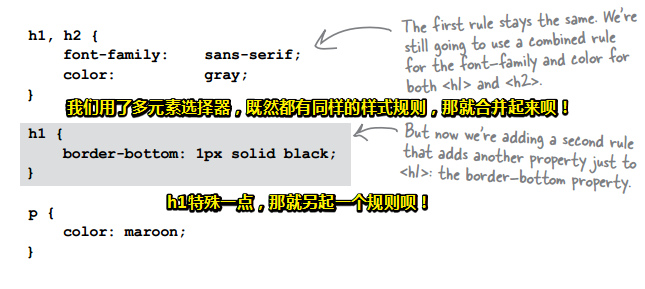 h1, h2 {
font-family: sans-serif;
color: gray;
}
The first rule stays the same. We're
still going to use a combined rule
for the font-family and color for
both <h1> and <h2>.
我们用了多元素选择器，既然都有同样的样式规则，那就合并起来呗！
h1 {
border-bottom: 1px solid black;
}
But now we're adding a second rule
that adds another property just to
<h1>: the border-bottom property.
h1特殊一点，那就另起一个规则呗！
p {
color: maroon;
}